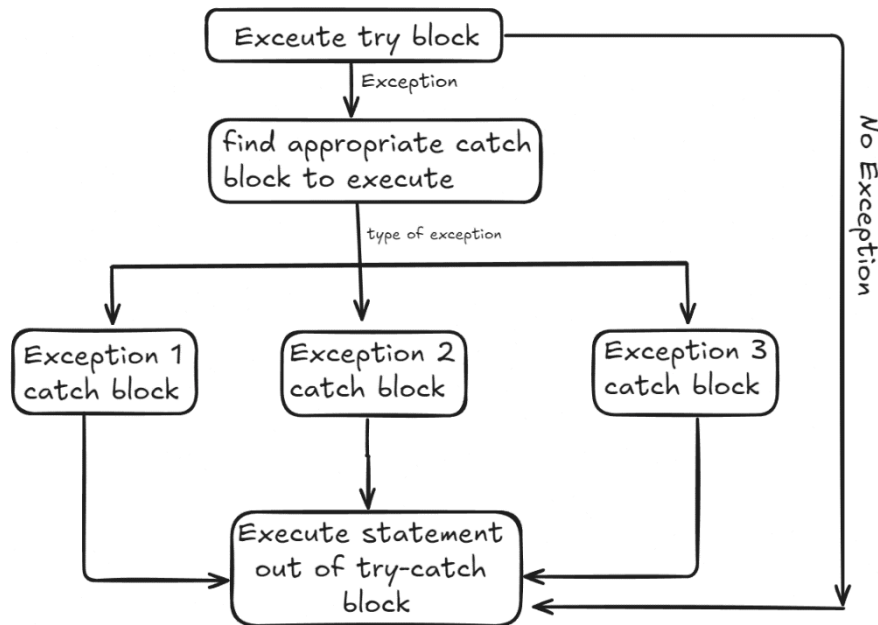 Exceute try block
Exception
find appropriate catch
block to execute
type of exception
No Exception
Exception 1
catch block
Exception 2
catch block
Exception 3
catch block
Execute statement
out of try-catch
block